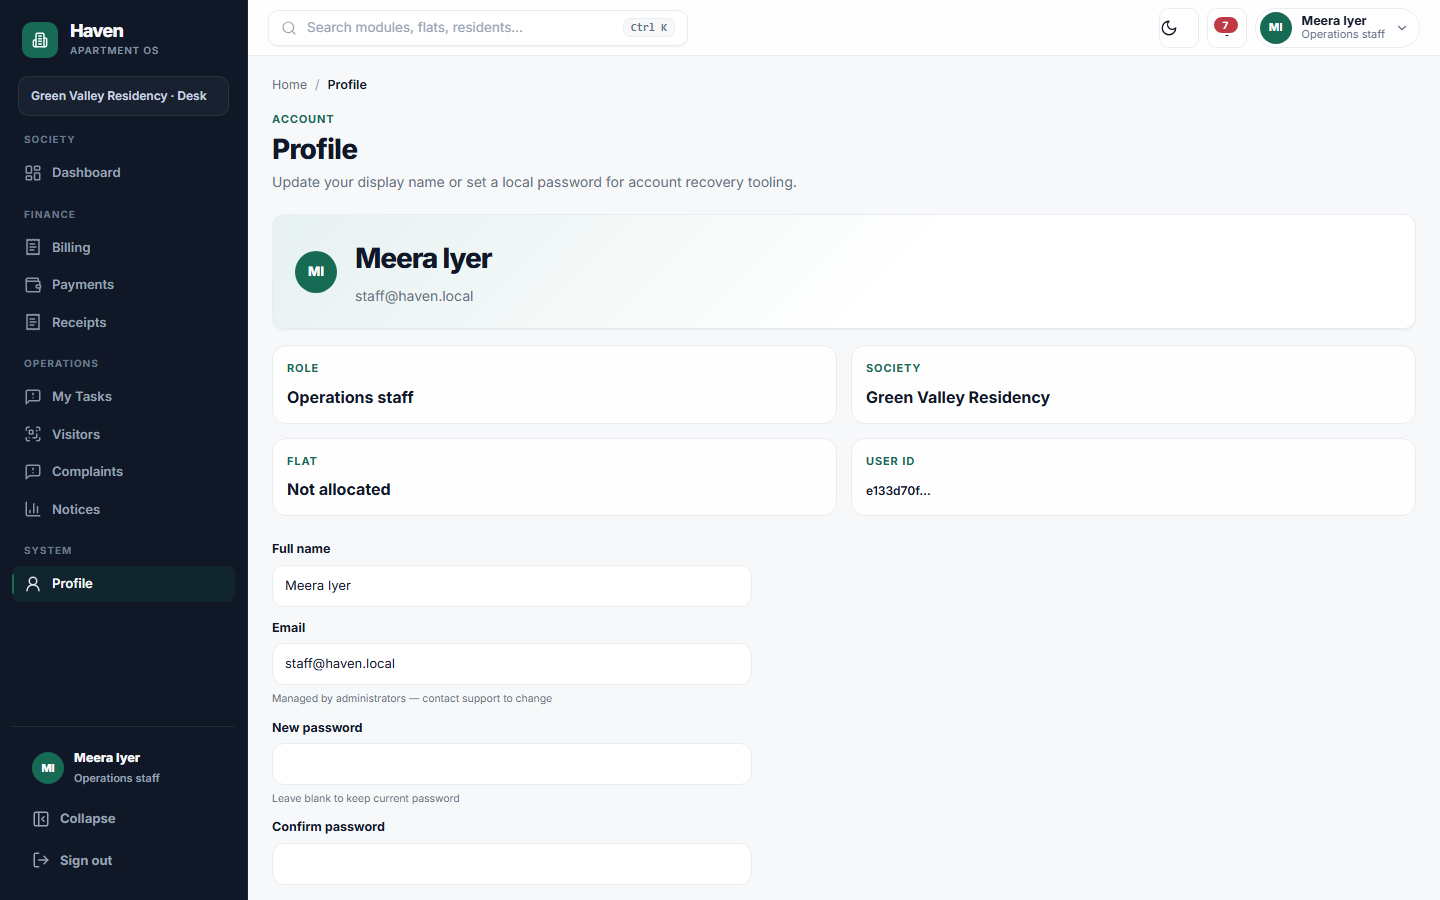 Haven
APARTMENT OS
Green Valley Residency · Desk
SOCIETY
Dashboard
FINANCE
Billing
Payments
Receipts
OPERATIONS
My Tasks
Visitors
Complaints
Notices
SYSTEM
Profile
MI
Meera Iyer
Operations staff
Collapse
Sign out
Search modules, flats, residents...
Ctrl K
7
MI
Meera Iyer
Operations staff
Home / Profile
ACCOUNT
Profile
Update your display name or set a local password for account recovery tooling.
MI
Meera Iyer
staff@haven.local
ROLE
Operations staff
SOCIETY
Green Valley Residency
FLAT
Not allocated
USER ID
e133d70f...
Full name
Meera Iyer
Email
staff@haven.local
Managed by administrators — contact support to change
New password
Leave blank to keep current password
Confirm password